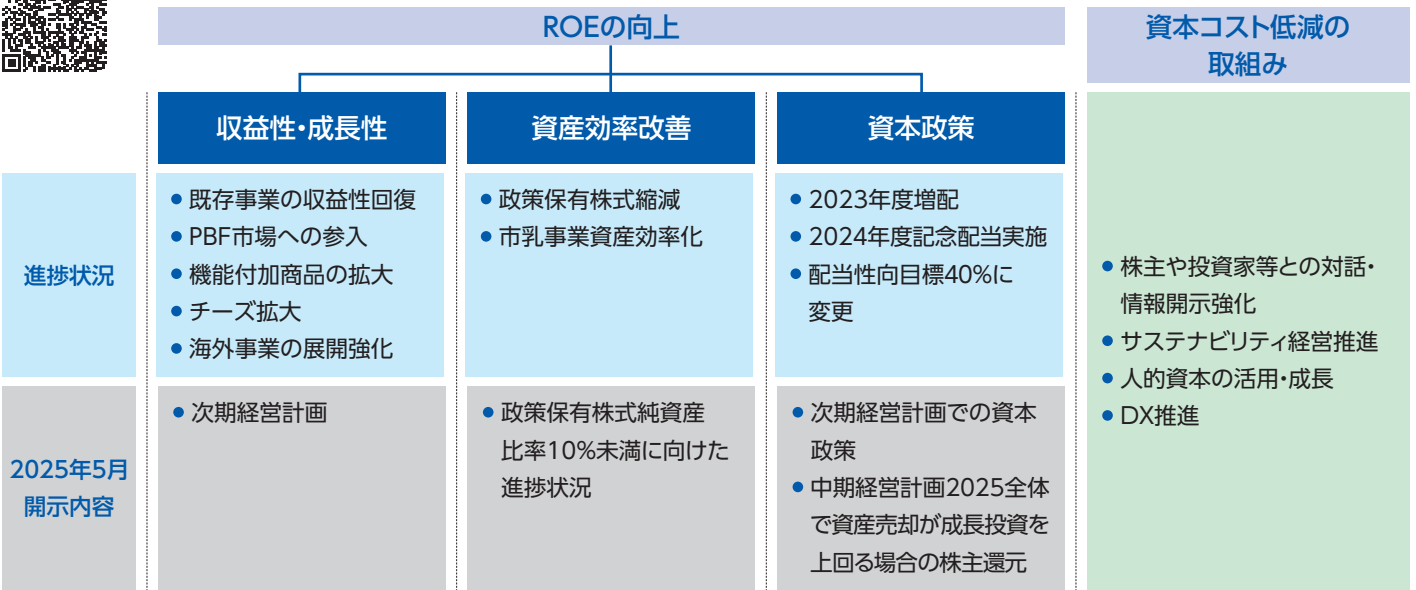 ROEの向上
資本コスト低減の
取組み
収益性・成長性
資産効率改善
資本政策
進捗状況
● 既存事業の収益性回復
● PBF市場への参入
● 機能付加商品の拡大
● チーズ拡大
● 海外事業の展開強化
● 政策保有株式縮減
● 市乳事業資産効率化
● 2023年度増配
● 2024年度記念配当実施
● 配当性向目標40%に
変更
2025年5月
開示内容
● 次期経営計画
● 政策保有株式純資産
比率10%未満に向けた
進捗状況
● 次期経営計画での資本
政策
● 中期経営計画2025全体
で資産売却が成長投資を
上回る場合の株主還元
● 株主や投資家等との対話・
情報開示強化
● サステナビリティ経営推進
● 人的資本の活用・成長
● DX推進